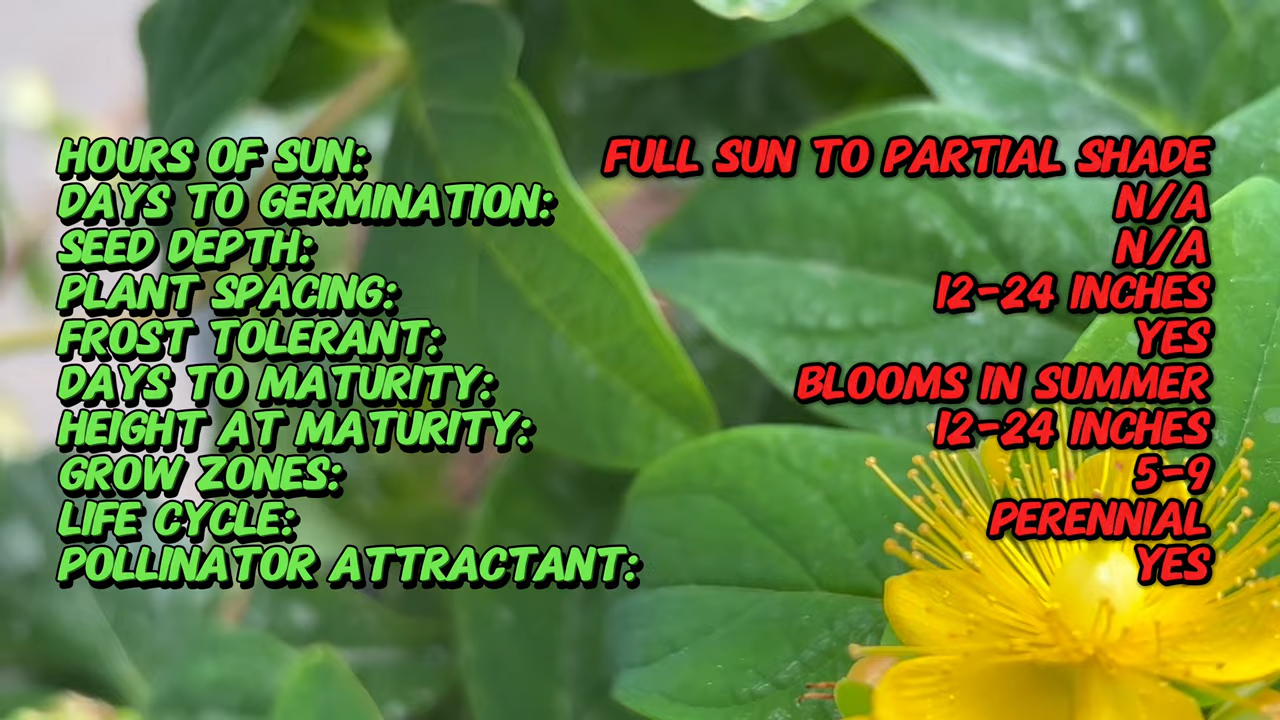 HOURS OF SUN: FULL SUN TO PARTIAL SHADE
DAYS TO GERMINATION: N/A
SEED DEPTH: N/A
PLANT SPACING: 12-24 INCHES
FROST TOLERANT: YES
DAYS TO MATURITY: BLOOMS IN SUMMER
HEIGHT AT MATURITY: 12-24 INCHES
GROW ZONES: 5-9
LIFE CYCLE: PERENNIAL
POLLINATOR ATTRACTANT: YES